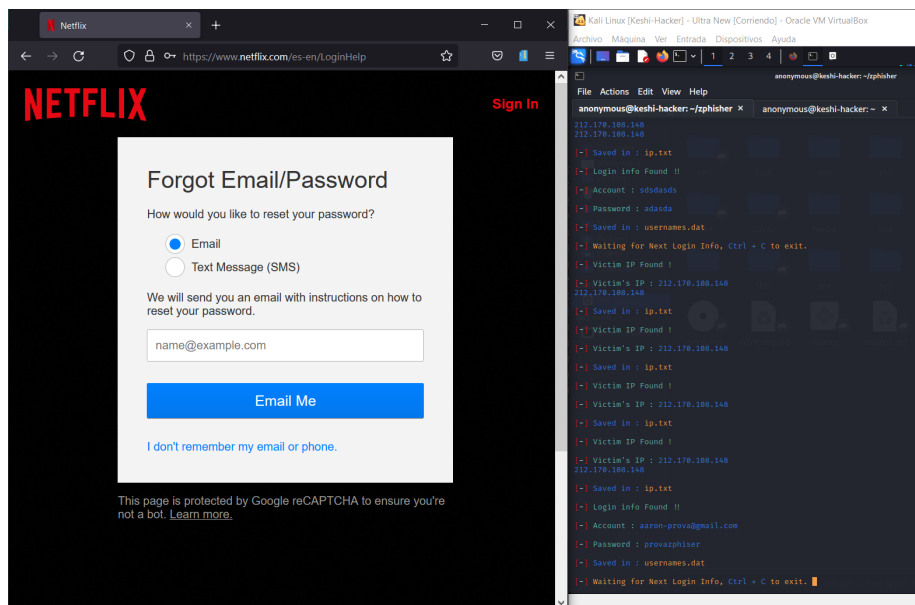 Netflix
https://www.netflix.com/es-en/LoginHelp
NETFLIX
Sign In
Forgot Email/Password
How would you like to reset your password?
Email
Text Message (SMS)
We will send you an email with instructions on how to
reset your password.
name@example.com
Email Me
I don't remember my email or phone.
This page is protected by Google reCAPTCHA to ensure you're
not a bot. Learn more.
Kali Linux [Keshi-Hacker] - Ultra New [Corriendo] - Oracle VM VirtualBox
Archivo Máquina Ver Entrada Dispositivos Ayuda
1 2 3 4
anonymous@keshi-hacker: ~/zphisher
File Actions Edit View Help
anonymous@keshi-hacker: ~/zphisher × anonymous@keshi-hacker: ~ ×
212.170.108.148
212.170.108.148
[-] Saved in : ip.txt
[-] Login info Found !!
[-] Account : sdsdasds
[-] Password : adasda
[-] Saved in : usernames.dat
[-] Waiting for Next Login Info, Ctrl + C to exit.
[-] Victim IP Found !
[-] Victim's IP : 212.170.108.148
212.170.108.148
[-] Saved in : ip.txt
[-] Victim IP Found !
[-] Victim's IP : 212.170.108.148
[-] Saved in : ip.txt
[-] Victim IP Found !
[-] Victim's IP : 212.170.108.148
[-] Saved in : ip.txt
[-] Victim IP Found !
[-] Victim's IP : 212.170.108.148
212.170.108.148
[-] Saved in : ip.txt
[-] Login info Found !!
[-] Account : aaron-prova@gmail.com
[-] Password : provazphiser
[-] Saved in : usernames.dat
[-] Waiting for Next Login Info, Ctrl + C to exit.